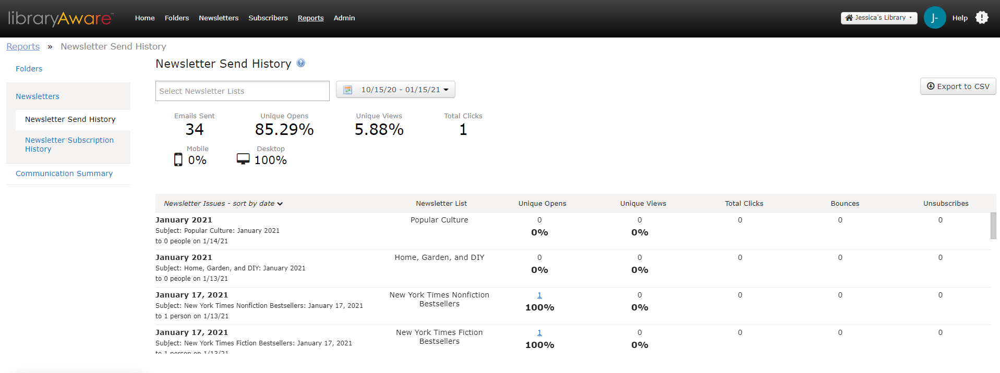 libraryAware™ Home Folders Newsletters Subscribers Reports Admin Jessica's Library J- Help
Reports » Newsletter Send History
Folders
Newsletters
Newsletter Send History
Newsletter Subscription
History
Communication Summary
Newsletter Send History
Select Newsletter Lists 10/15/20 - 01/15/21 Export to CSV
Emails Sent Unique Opens Unique Views Total Clicks
34 85.29% 5.88% 1
Mobile Desktop
0% 100%
Newsletter Issues - sort by date Newsletter List Unique Opens Unique Views Total Clicks Bounces Unsubscribes
January 2021 Popular Culture 0 0 0 0 0
Subject: Popular Culture: January 2021 0% 0%
to 0 people on 1/14/21
January 2021 Home, Garden, and DIY 0 0 0 0 0
Subject: Home, Garden, and DIY: January 2021 0% 0%
to 0 people on 1/13/21
January 17, 2021 New York Times Nonfiction 1 0 0 0 0
Bestsellers
Subject: New York Times Nonfiction Bestsellers: January 17, 2021 100% 0%
to 1 person on 1/13/21
January 17, 2021 New York Times Fiction 1 0 0 0 0
Bestsellers
Subject: New York Times Fiction Bestsellers: January 17, 2021 100% 0%
to 1 person on 1/13/21